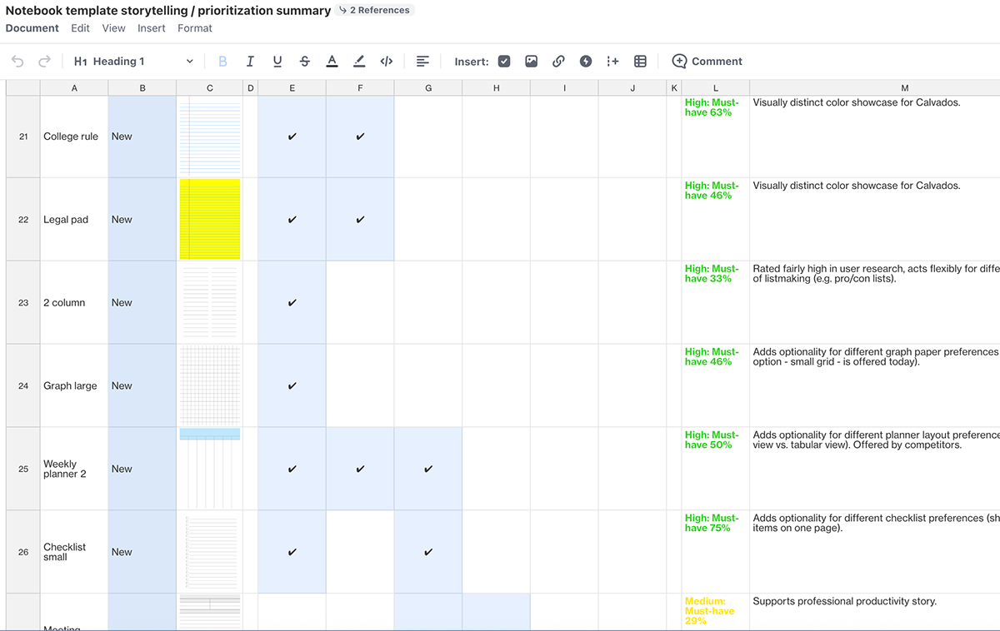 Notebook template storytelling / prioritization summary 2 References
Document Edit View Insert Format
H1 Heading 1 B I U S A </> Insert: Comment
A B C D E F G H I J K L M
21 College rule New ✔ ✔ High: Must-
have 63% Visually distinct color showcase for Calvados.
22 Legal pad New ✔ ✔ High: Must-
have 46% Visually distinct color showcase for Calvados.
23 2 column New ✔ High: Must-
have 33% Rated fairly high in user research, acts flexibly for diffe
of listmaking (e.g. pro/con lists).
24 Graph large New ✔ High: Must-
have 46% Adds optionality for different graph paper preferences
option - small grid - is offered today).
25 Weekly
planner 2 New ✔ ✔ ✔ High: Must-
have 50% Adds optionality for different planner layout preference
view vs. tabular view). Offered by competitors.
26 Checklist
small New ✔ ✔ High: Must-
have 75% Adds optionality for different checklist preferences (sh
items on one page).
Meeting Medium:
Must-have
29% Supports professional productivity story.